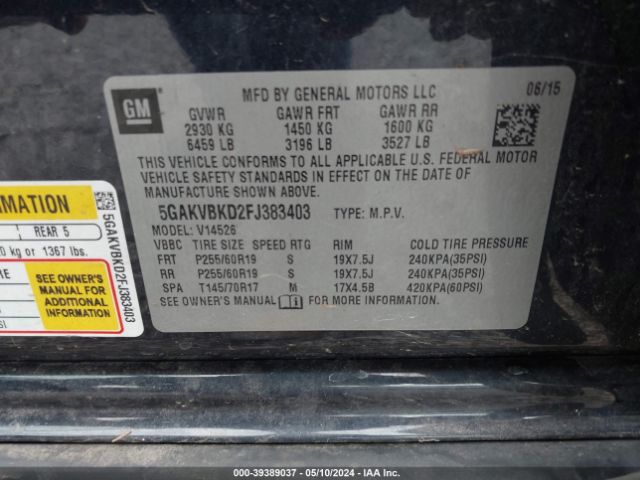 GM
MFD BY GENERAL MOTORS LLC 06/15
GVWR GAWR FRT GAWR RR
2930 KG 1450 KG 1600 KG
6459 LB 3196 LB 3527 LB
THIS VEHICLE CONFORMS TO ALL APPLICABLE U.S. FEDERAL MOTOR
VEHICLE SAFETY AND THEFT PREVENTION STANDARDS IN EFFECT ON THE DATE OF
MANUFACTURE SHOWN ABOVE.
5GAKVBKD2FJ383403 TYPE: M.P.V.
MODEL: V14526
VBBC TIRE SIZE SPEED RTG RIM COLD TIRE PRESSURE
FRT P255/60R19 S 19X7.5J 240KPA(35PSI)
RR P255/60R19 S 19X7.5J 240KPA(35PSI)
SPA T145/70R17 M 17X4.5B 420KPA(60PSI)
SEE OWNER'S MANUAL FOR MORE INFORMATION.
REAR 5
kg or 1367 lbs.
SEE OWNER'S
MANUAL FOR
ADDITIONAL
INFORMATION
5GAKVBKD2FJ383403
000-39389037 - 05/10/2024 - IAA Inc.